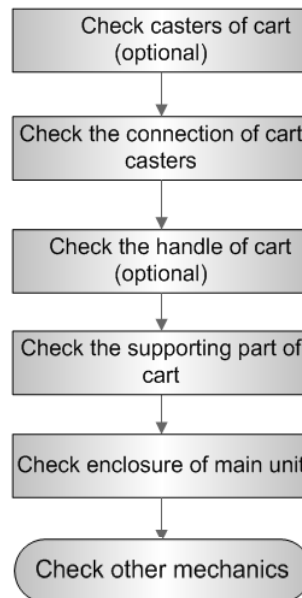 Check casters of cart
(optional)
Check the connection of cart
casters
Check the handle of cart
(optional)
Check the supporting part of
cart
Check enclosure of main unit
Check other mechanics